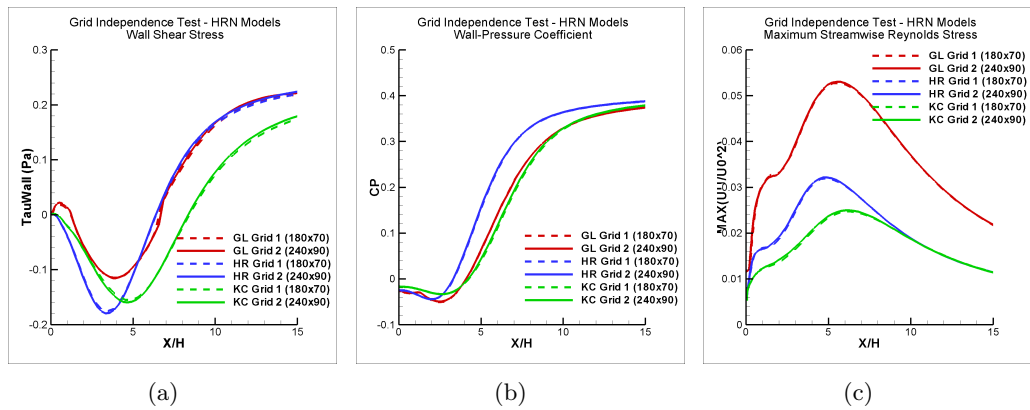 Grid Independence Test - HRN Models
Wall Shear Stress
0.3
0.2
0.1
0
-0.1
-0.2
TauWall (Pa)
GL Grid 1 (180x70)
GL Grid 2 (240x90)
HR Grid 1 (180x70)
HR Grid 2 (240x90)
KC Grid 1 (180x70)
KC Grid 2 (240x90)
0 5 10 15
X/H
(a)
Grid Independence Test - HRN Models
Wall-Pressure Coefficient
0.5
0.4
0.3
0.2
0.1
0
-0.1
CP
GL Grid 1 (180x70)
GL Grid 2 (240x90)
HR Grid 1 (180x70)
HR Grid 2 (240x90)
KC Grid 1 (180x70)
KC Grid 2 (240x90)
0 5 10 15
X/H
(b)
Grid Independence Test - HRN Models
Maximum Streamwise Reynolds Stress
0.06
0.05
0.04
0.03
0.02
0.01
0
MAX(UU/U0^2)
GL Grid 1 (180x70)
GL Grid 2 (240x90)
HR Grid 1 (180x70)
HR Grid 2 (240x90)
KC Grid 1 (180x70)
KC Grid 2 (240x90)
0 5 10 15
X/H
(c)